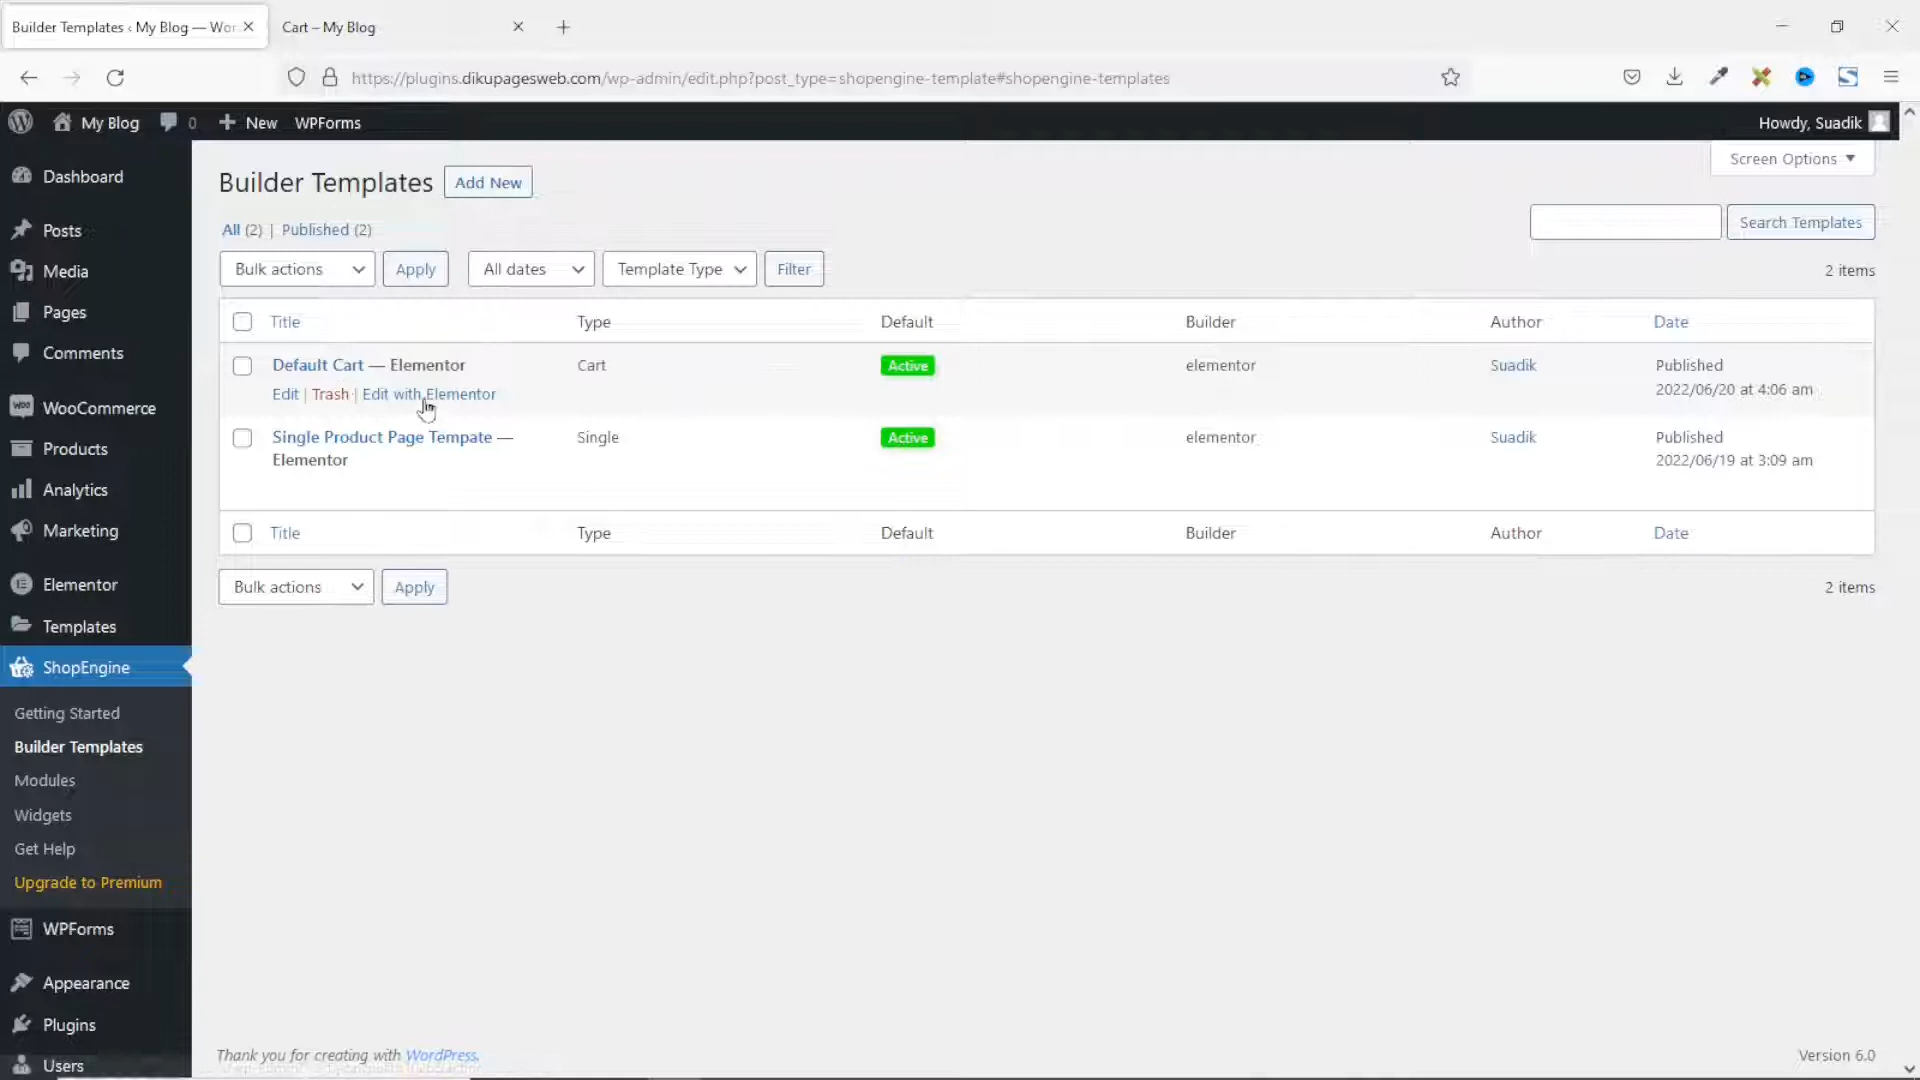 Builder Templates ‹ My Blog — Wor
Cart – My Blog
https://plugins.dikupagesweb.com/wp-admin/edit.php?post_type=shopengine-template#shopengine-templates
My Blog
0
New
WPForms
Howdy, Suadik
Dashboard
Posts
Media
Pages
Comments
WooCommerce
Products
Analytics
Marketing
Elementor
Templates
ShopEngine
Getting Started
Builder Templates
Modules
Widgets
Get Help
Upgrade to Premium
WPForms
Appearance
Plugins
Users
Screen Options
Builder Templates
Add New
All (2) | Published (2)
Search Templates
Bulk actions
Apply
All dates
Template Type
Filter
2 items
Title Type Default Builder Author Date
Default Cart — Elementor Cart Active elementor Suadik Published
Edit | Trash | Edit with Elementor 2022/06/20 at 4:06 am
Single Product Page Tempate — Single Active elementor Suadik Published
Elementor 2022/06/19 at 3:09 am
Title Type Default Builder Author Date
Bulk actions
Apply
2 items
Thank you for creating with WordPress.
Version 6.0